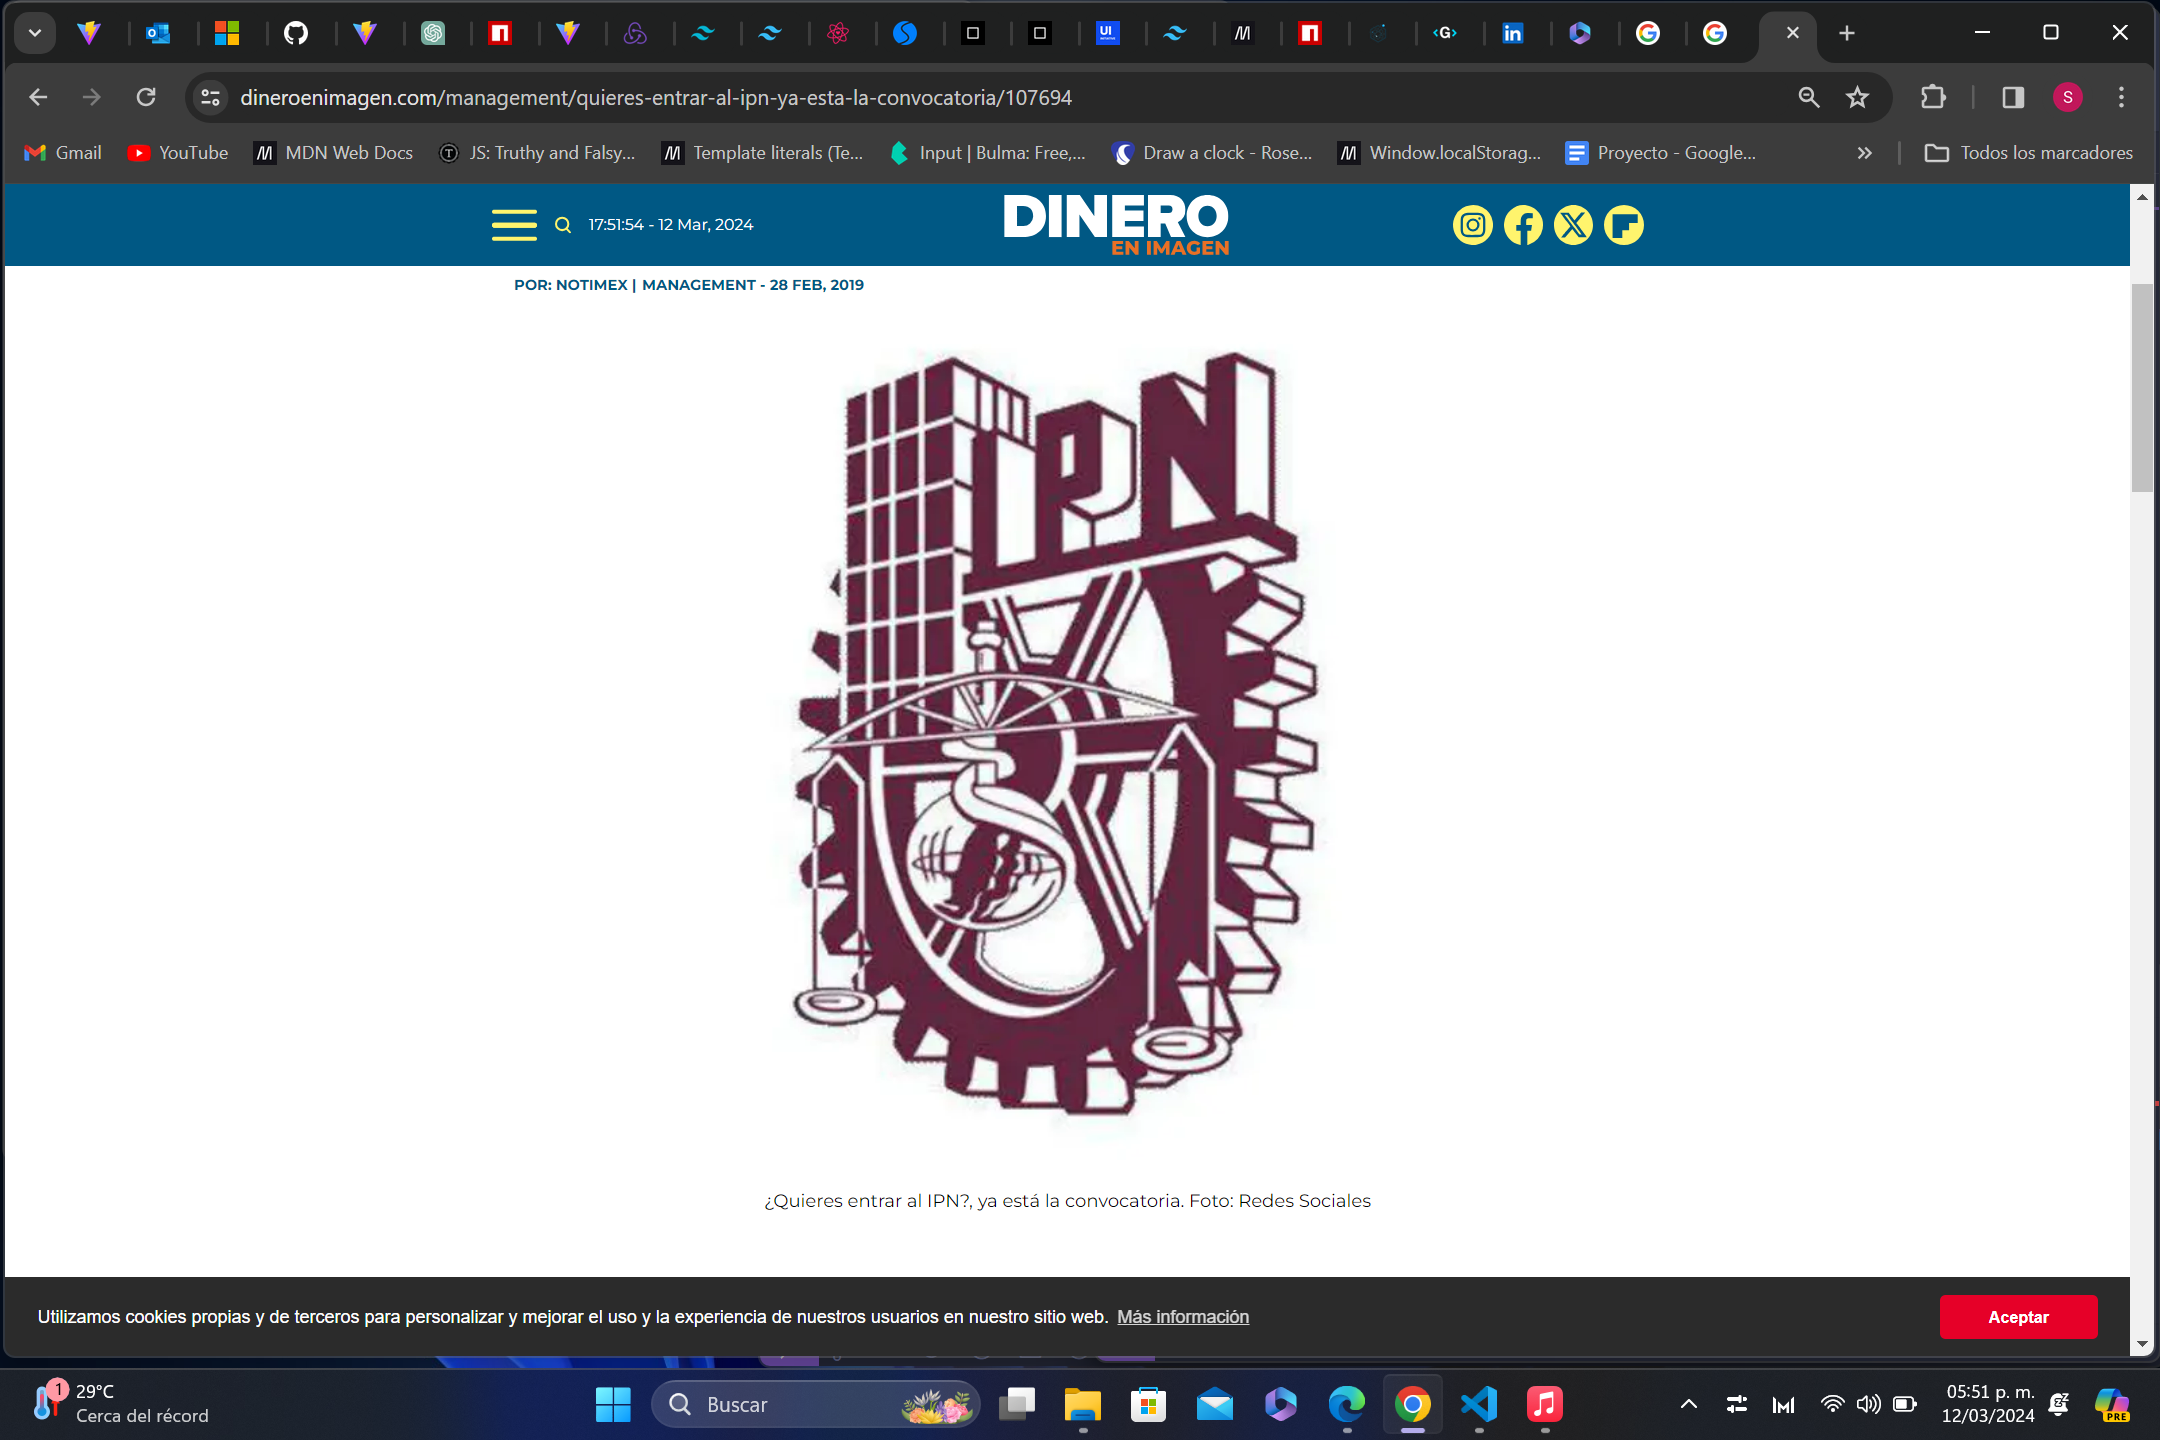 dineroenimagen.com/management/quieres-entrar-al-ipn-ya-esta-la-convocatoria/107694
S
Gmail
YouTube
MDN Web Docs
JS: Truthy and Falsy...
Template literals (Te...
Input | Bulma: Free,...
Draw a clock - Rose...
Window.localStorag...
Proyecto - Google...
Todos los marcadores
17:51:54 - 12 Mar, 2024
DINERO
EN IMAGEN
POR: NOTIMEX | MANAGEMENT - 28 FEB, 2019
IPN
¿Quieres entrar al IPN?, ya está la convocatoria. Foto: Redes Sociales
Utilizamos cookies propias y de terceros para personalizar y mejorar el uso y la experiencia de nuestros usuarios en nuestro sitio web. Más información
Aceptar
1
29°C
Cerca del récord
Buscar
05:51 p. m.
12/03/2024
PRE